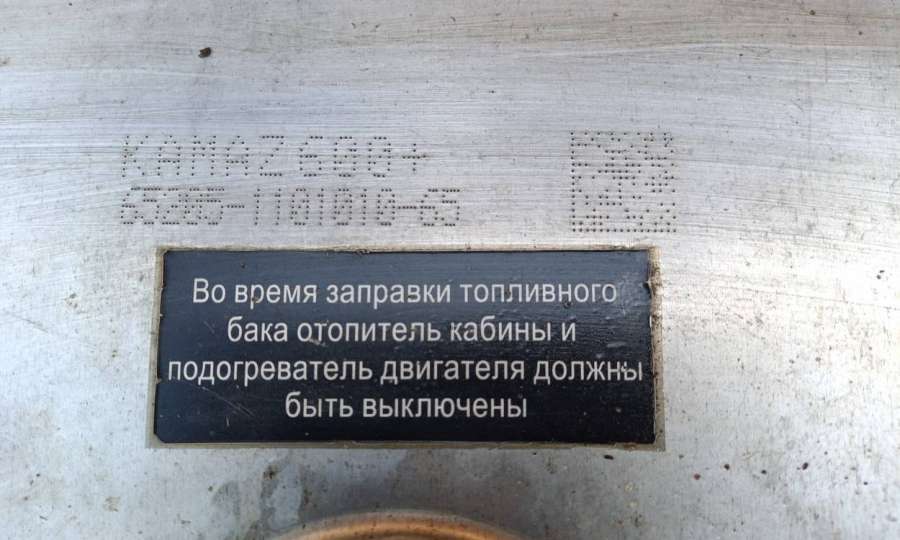 KAMAZ 600+
65205-1101010-65
Во время заправки топливного
бака отопитель кабины и
подогреватель двигателя должны
быть выключены